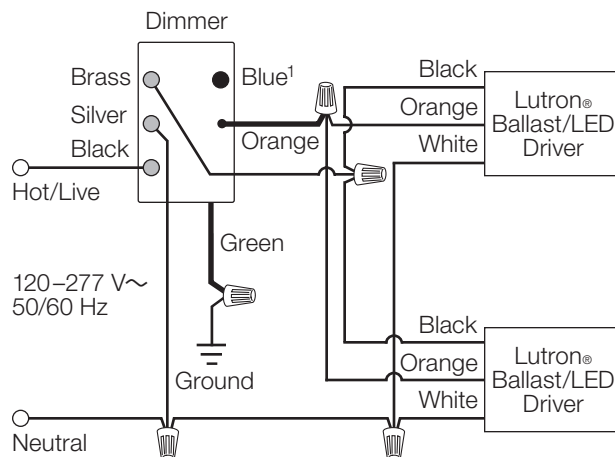 Dimmer
Brass
Blue¹
Silver
Orange
Black
Hot/Live
Green
120–277 V~
50/60 Hz
Ground
Neutral
Black
Orange
White
Lutron®
Ballast/LED
Driver
Black
Orange
White
Lutron®
Ballast/LED
Driver